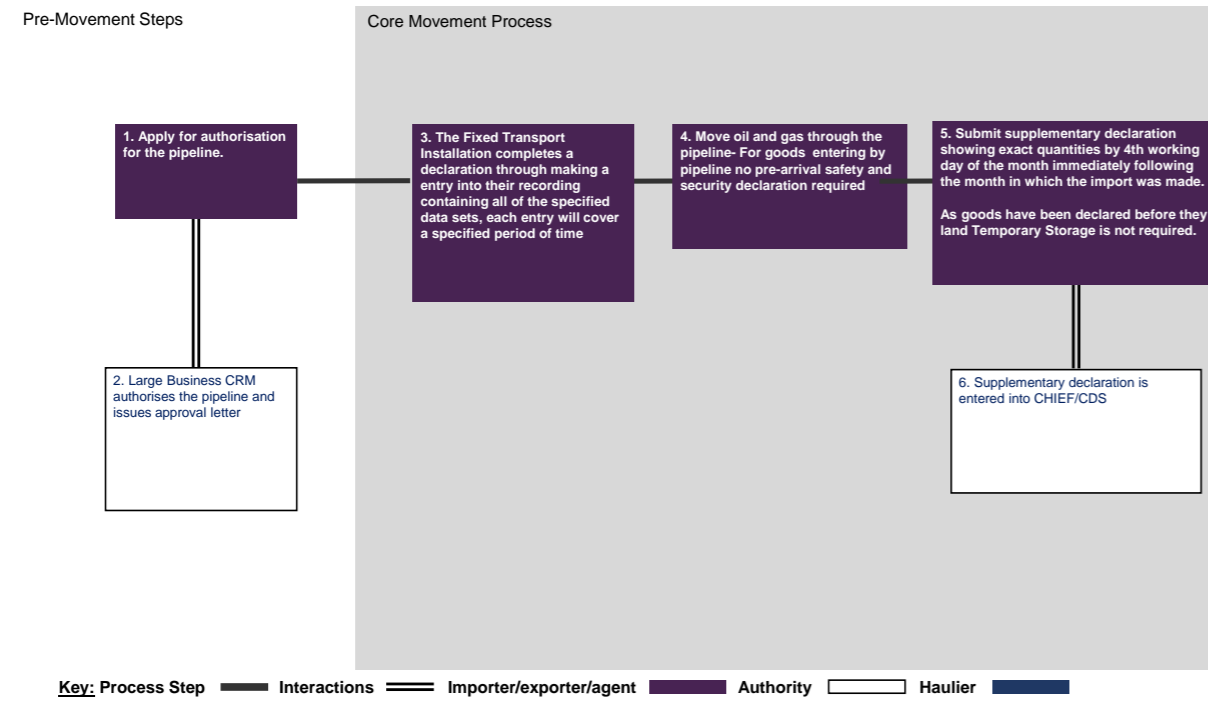 Pre-Movement Steps
Core Movement Process
1. Apply for authorisation
for the pipeline.
2. Large Business CRM
authorises the pipeline and
issues approval letter
3. The Fixed Transport
Installation completes a
declaration through making a
entry into their recording
containing all of the specified
data sets, each entry will cover
a specified period of time
4. Move oil and gas through the
pipeline- For goods  entering by
pipeline no pre-arrival safety and
security declaration required
5. Submit supplementary declaration
showing exact quantities by 4th working
day of the month immediately following
the month in which the import was made.
As goods have been declared before they
land Temporary Storage is not required.
6. Supplementary declaration is
entered into CHIEF/CDS
Key: Process Step Interactions Importer/exporter/agent Authority Haulier